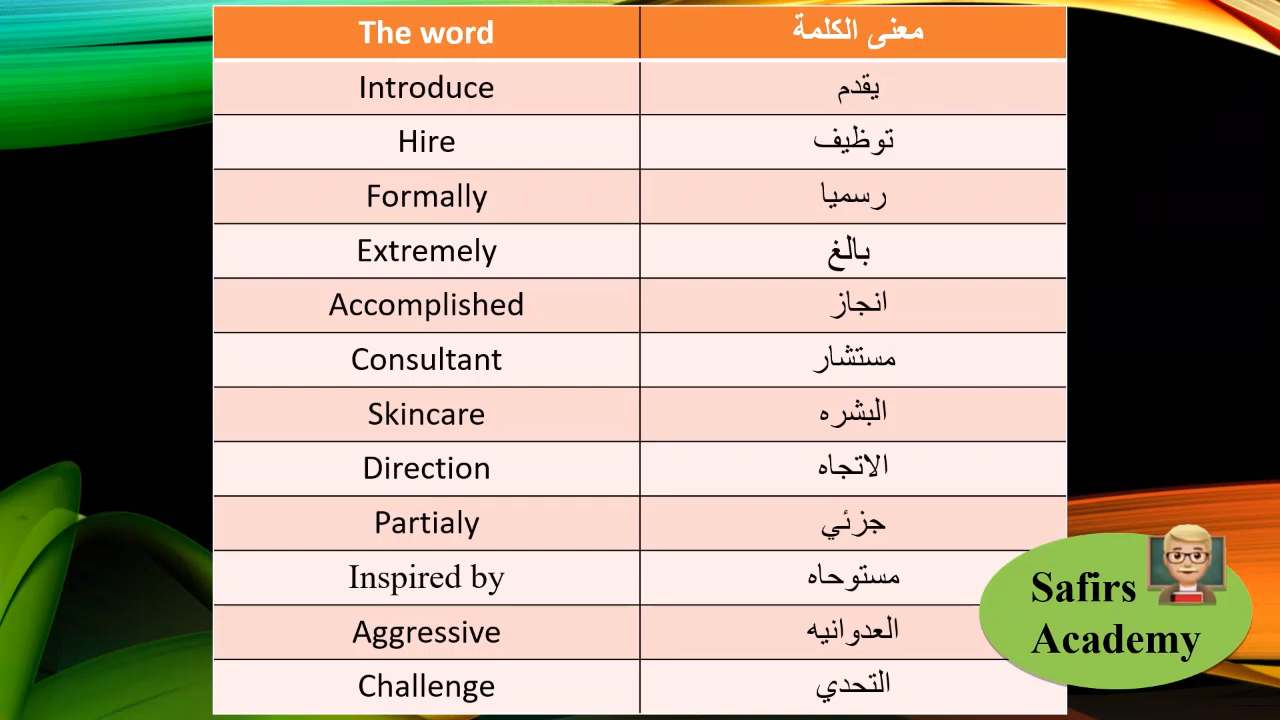 The word معنى الكلمة
Introduce يقدم
Hire توظيف
Formally رسميا
Extremely بالغ
Accomplished انجاز
Consultant مستشار
Skincare البشره
Direction الاتجاه
Partialy جزئي
Inspired by مستوحاه
Aggressive العدوانيه
Challenge التحدي
Safirs
Academy